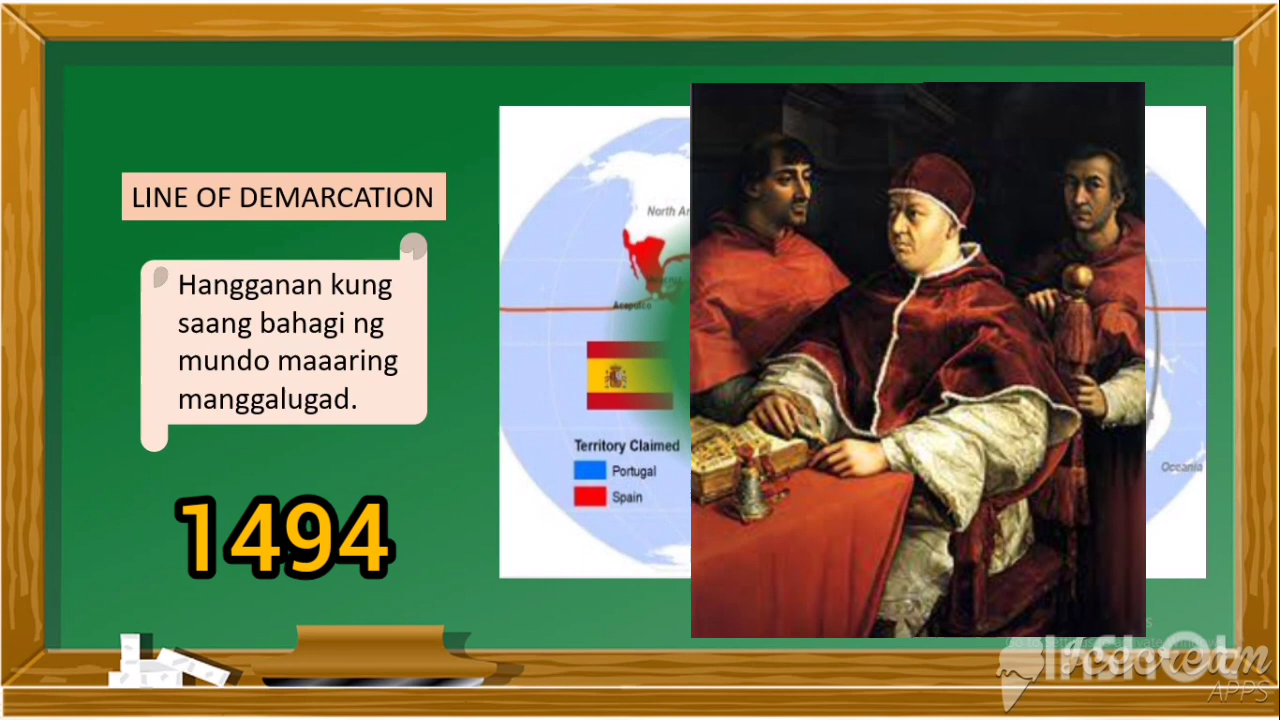 LINE OF DEMARCATION
Hangganan kung
saang bahagi ng
mundo maaaring
manggalugad.
1494
North A
Acapulco
Territory Claimed
Portugal
Spain
Oceania
APPS